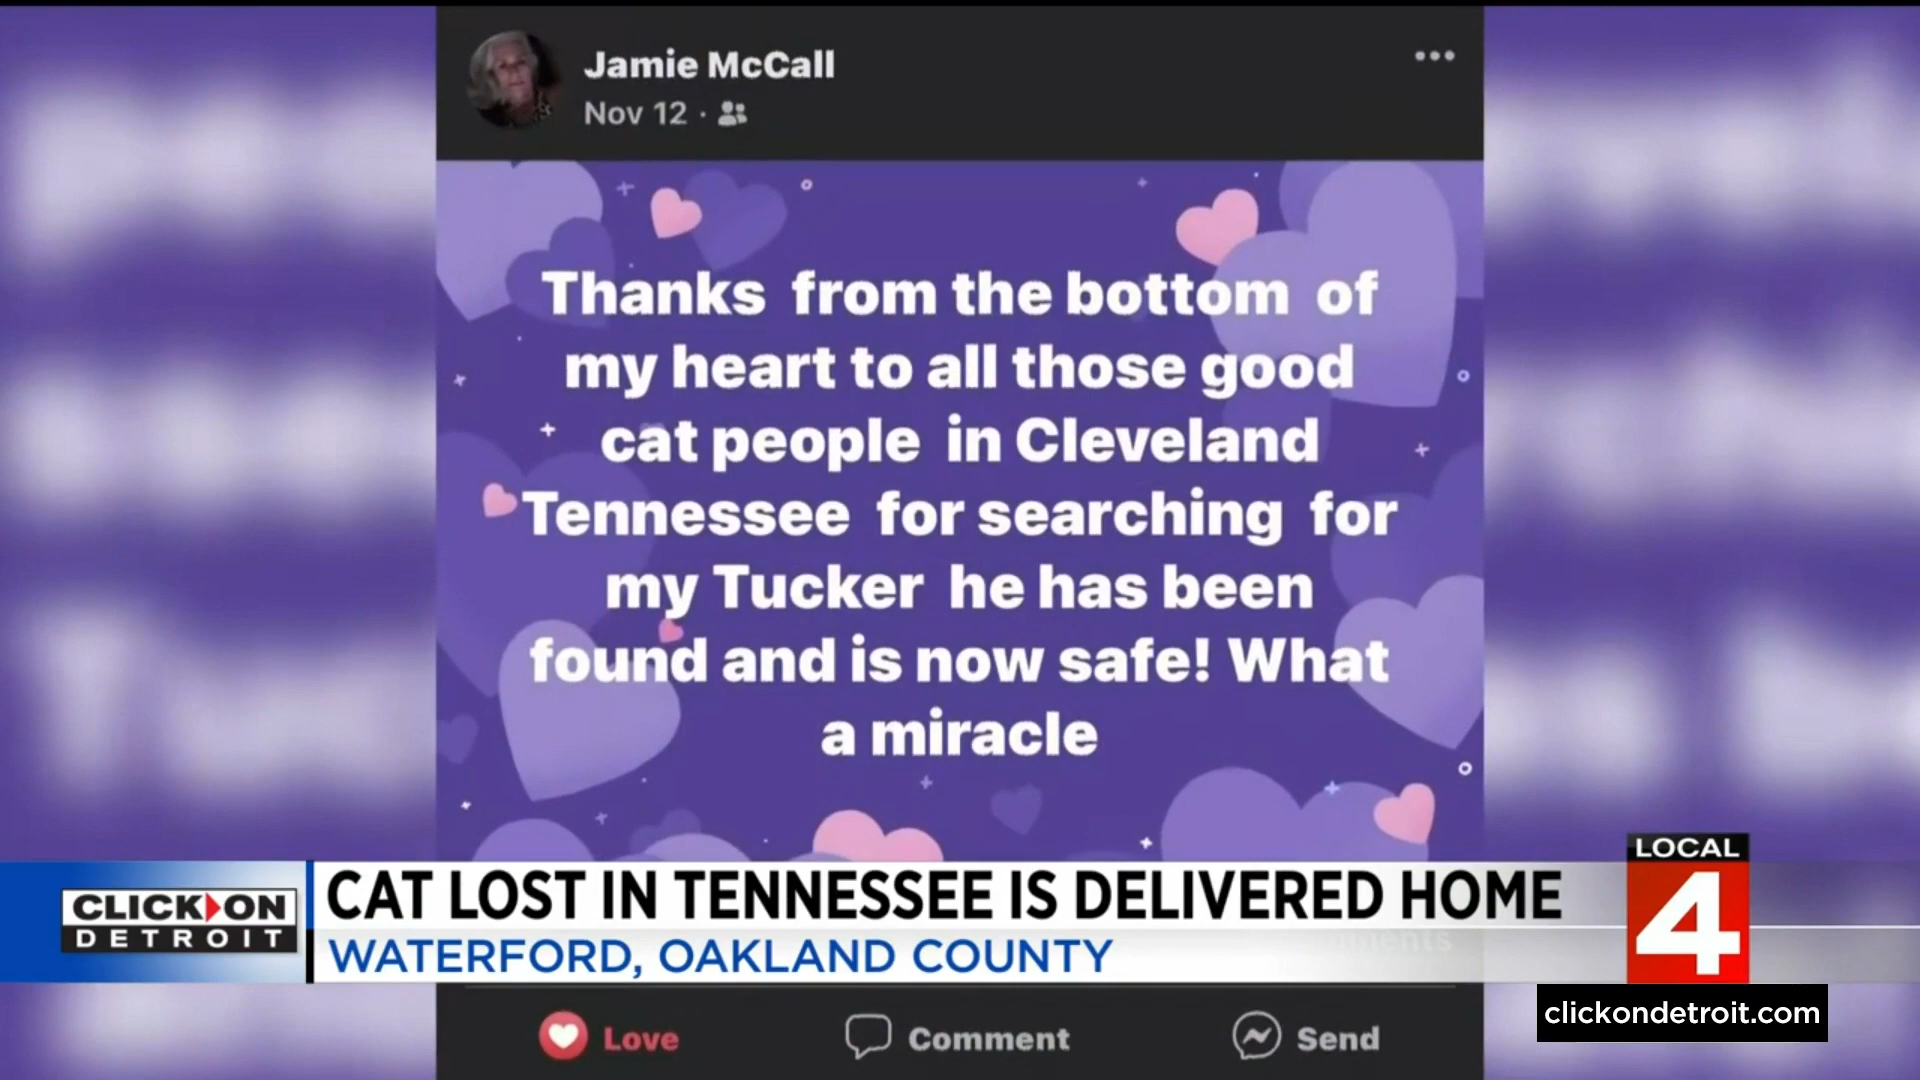 Jamie McCall
Nov 12 ·
Thanks from the bottom of
my heart to all those good
cat people in Cleveland
Tennessee for searching for
my Tucker he has been
found and is now safe! What
a miracle
CLICK ON
DETROIT
CAT LOST IN TENNESSEE IS DELIVERED HOME
WATERFORD, OAKLAND COUNTY
LOCAL
4
Love
Comment
Send
clickondetroit.com